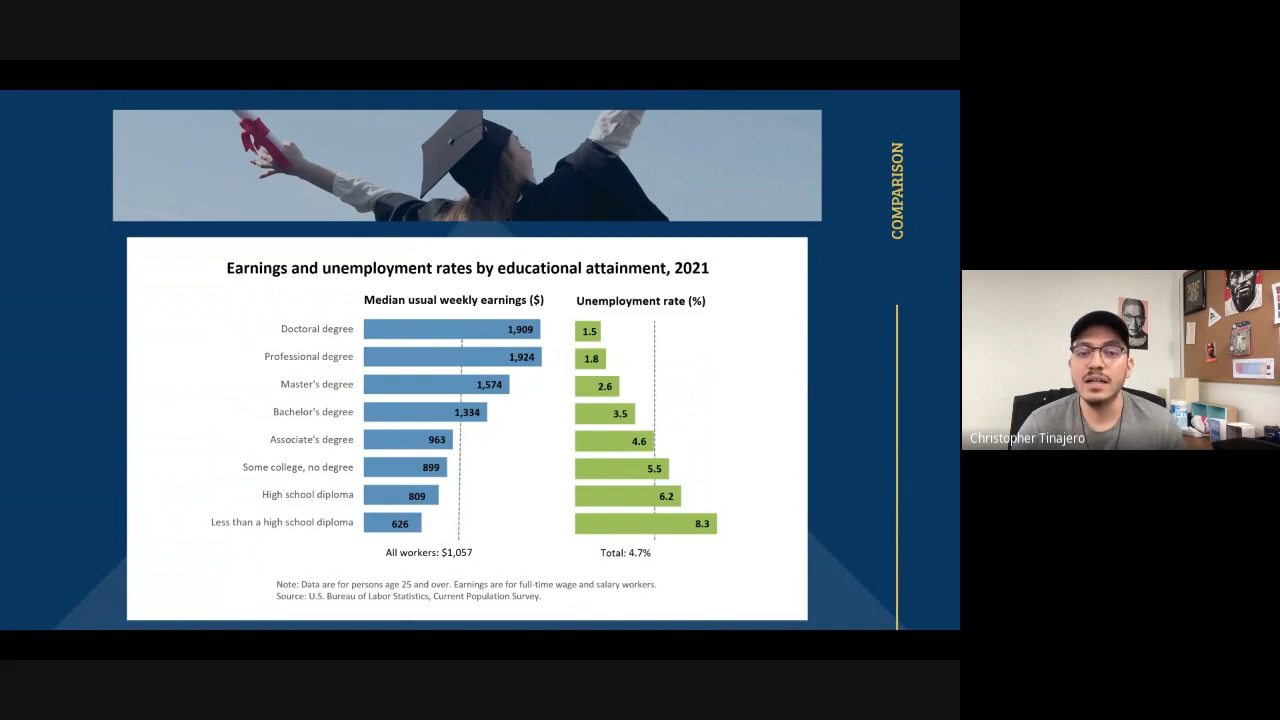 COMPARISON
Earnings and unemployment rates by educational attainment, 2021
Median usual weekly earnings ($) Unemployment rate (%)
Doctoral degree 1,909 1.5
Professional degree 1,924 1.8
Master's degree 1,574 2.6
Bachelor's degree 1,334 3.5
Associate's degree 963 4.6
Some college, no degree 899 5.5
High school diploma 809 6.2
Less than a high school diploma 626 8.3
All workers: $1,057 Total: 4.7%
Note: Data are for persons age 25 and over. Earnings are for full-time wage and salary workers.
Source: U.S. Bureau of Labor Statistics, Current Population Survey.
Christopher Tinajero